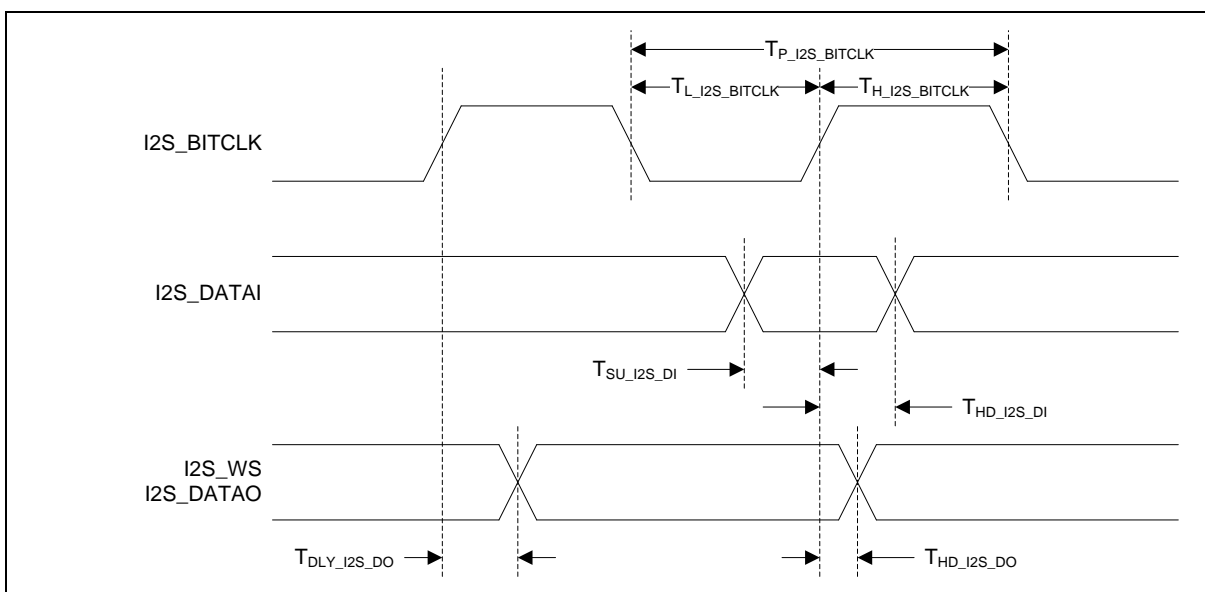 T_P_I2S_BITCLK
T_L_I2S_BITCLK T_H_I2S_BITCLK
I2S_BITCLK
I2S_DATAI
T_SU_I2S_DI
T_HD_I2S_DI
I2S_WS
I2S_DATAO
T_DLY_I2S_DO T_HD_I2S_DO